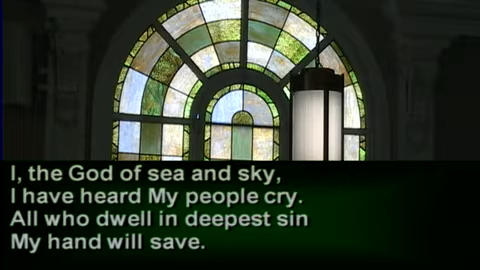 I, the God of sea and sky,
I have heard My people cry.
All who dwell in deepest sin
My hand will save.